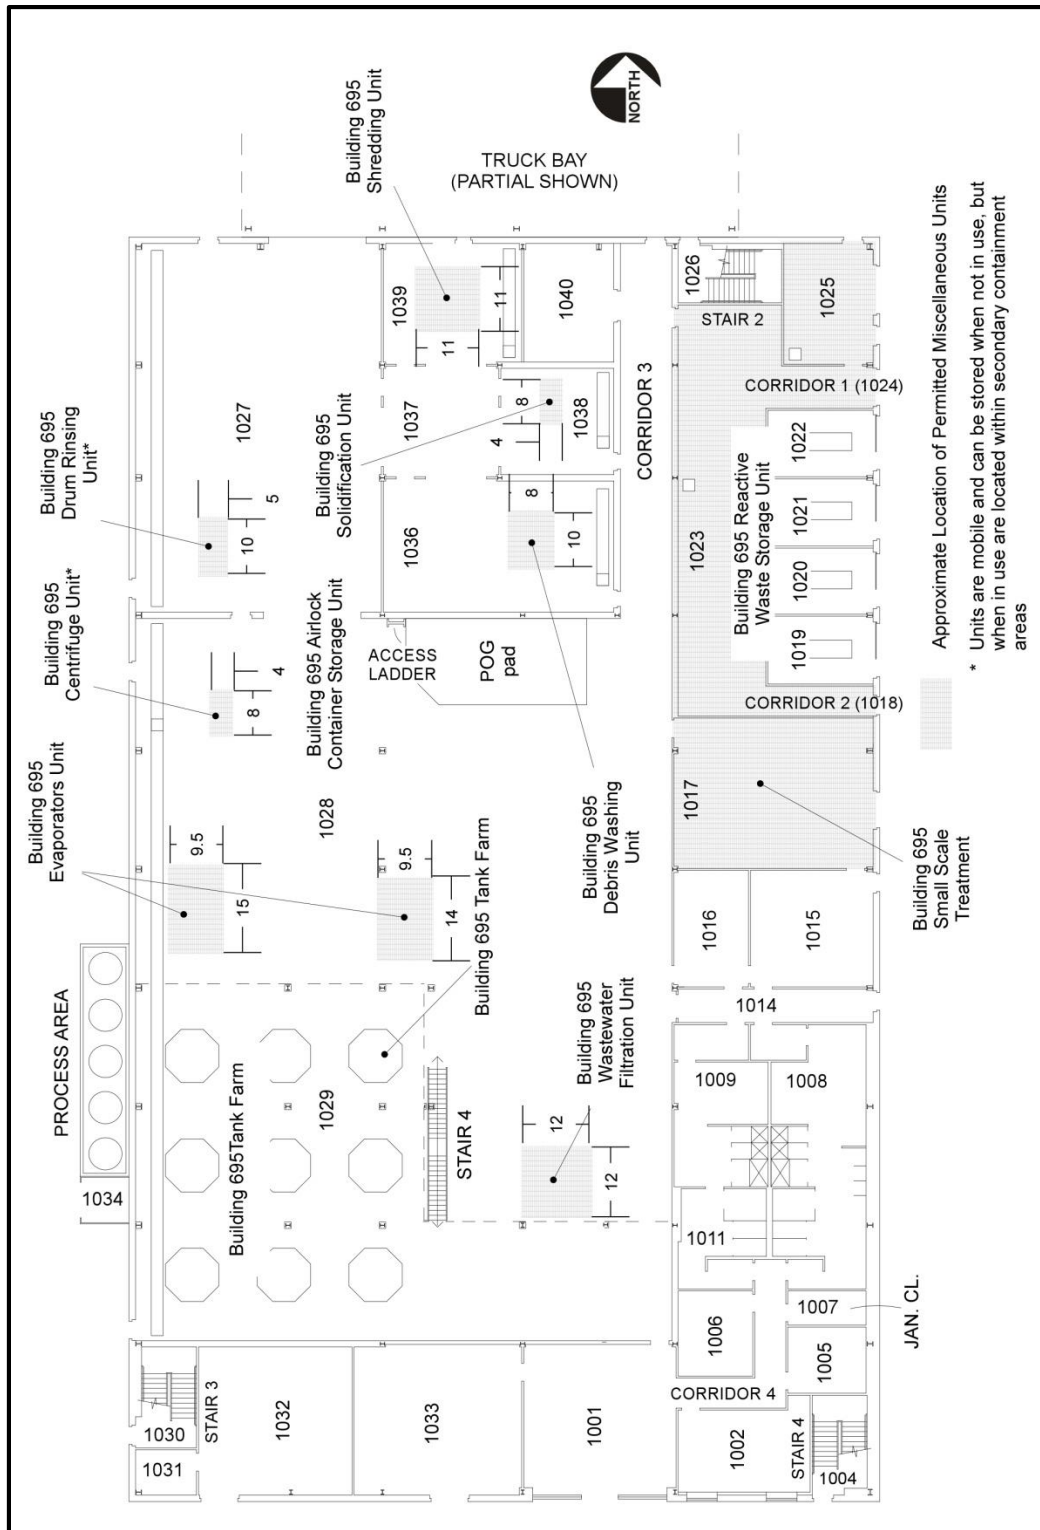 NORTH
TRUCK BAY
(PARTIAL SHOWN)
Building 695
Shredding Unit
Building 695
Drum Rinsing
Unit*
Building 695
Centrifuge Unit*
Building 695
Evaporators Unit
PROCESS AREA
1034
1027
5
10
4
8
Building 695 Airlock
Container Storage Unit
1028
9.5
15
9.5
14
Building 695 Tank Farm
Building 695Tank Farm
1029
STAIR 4
1039
11
11
1040
1037
8
4
1038
Building 695
Solidification Unit
1036
8
10
CORRIDOR 3
ACCESS
LADDER
POG
pad
Building 695
Debris Washing
Unit
Building 695
Wastewater
Filtration Unit
12
12
1026
STAIR 2
1025
CORRIDOR 1 (1024)
1023
Building 695 Reactive
Waste Storage Unit
1022
1021
1020
1019
CORRIDOR 2 (1018)
1017
Building 695
Small Scale
Treatment
1016
1015
1014
1009
1008
1011
1007
JAN. CL.
1006
1005
CORRIDOR 4
1002
STAIR 4
1004
1001
1033
1032
STAIR 3
1030
1031
Approximate Location of Permitted Miscellaneous Units
* Units are mobile and can be stored when not in use, but
when in use are located within secondary containment
areas